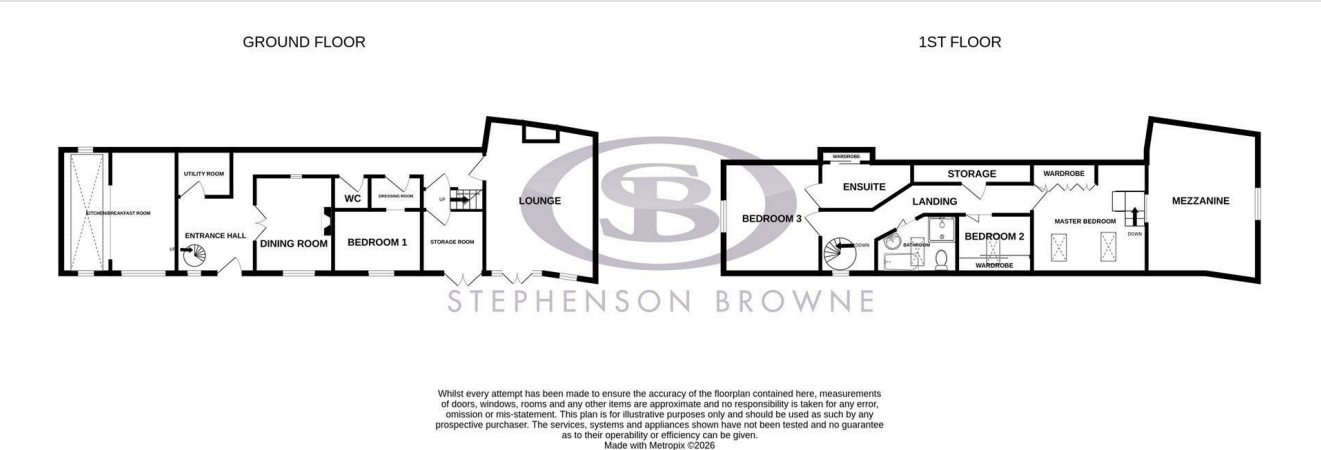 GROUND FLOOR
1ST FLOOR
UTILITY ROOM
KITCHEN/BREAKFAST ROOM
ENTRANCE HALL
UP
DINING ROOM
WC
DRESSING ROOM
BEDROOM 1
UP
STORAGE ROOM
LOUNGE
WARDROBE
ENSUITE
STORAGE
WARDROBE
LANDING
BEDROOM 3
MASTER BEDROOM
MEZZANINE
DOWN
BATHROOM
BEDROOM 2
WARDROBE
DOWN
SB
STEPHENSON BROWNE
Whilst every attempt has been made to ensure the accuracy of the floorplan contained here, measurements
of doors, windows, rooms and any other items are approximate and no responsibility is taken for any error,
omission or mis-statement. This plan is for illustrative purposes only and should be used as such by any
prospective purchaser. The services, systems and appliances shown have not been tested and no guarantee
as to their operability or efficiency can be given.
Made with Metropix ©2026